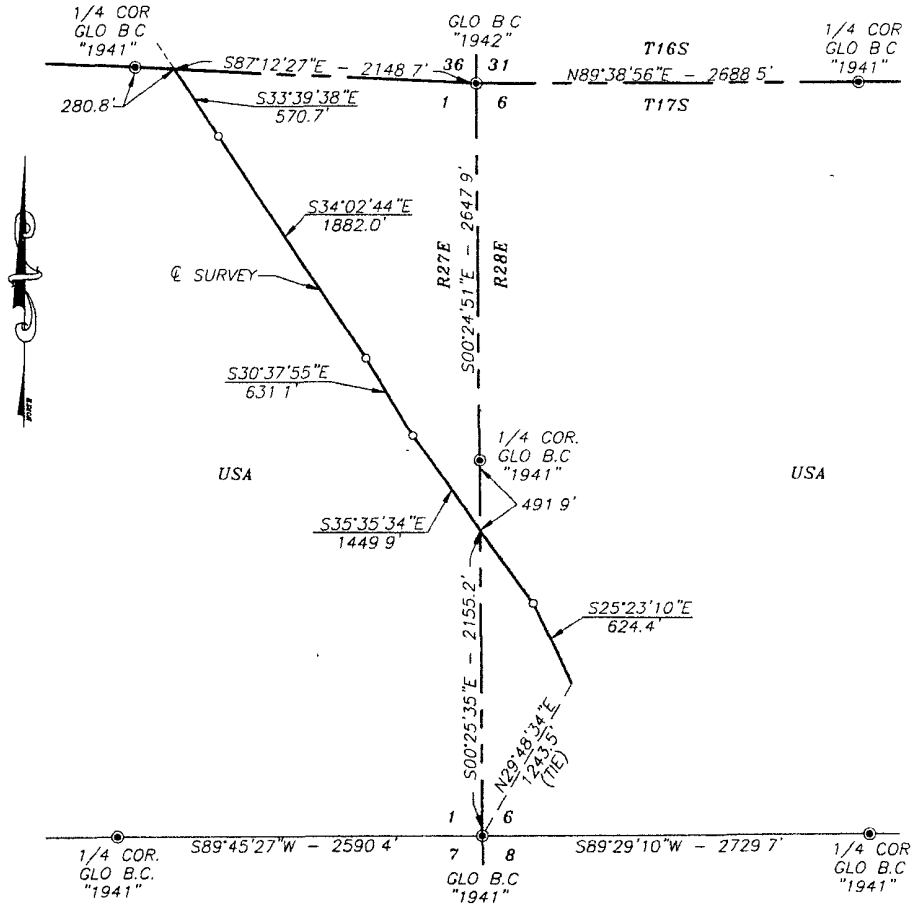 1/4 COR
GLO B.C
"1941"
GLO B C
"1942"
1/4 COR
GLO B.C
"1941"
T16S
S87°12'27"E - 2148 7'
36 31
N89°38'56"E - 2688 5'
280.8'
S33°39'38"E
570.7'
1 6
T17S
S34°02'44"E
1882.0'
S00°24'51"E - 2647 9'
R27E
R28E
℄ SURVEY
S30°37'55"E
631 1'
1/4 COR.
GLO B.C
"1941"
USA
USA
491 9'
S35°35'34"E
1449 9'
S00°25'35"E - 2155.2'
S25°23'10"E
624.4'
N29°48'34"E
1243.5'
(TIE)
1 6
S89°45'27"W - 2590 4'
S89°29'10"W - 2729 7'
7 8
1/4 COR.
GLO B.C.
"1941"
GLO B.C
"1941"
1/4 COR
GLO B.C
"1941"